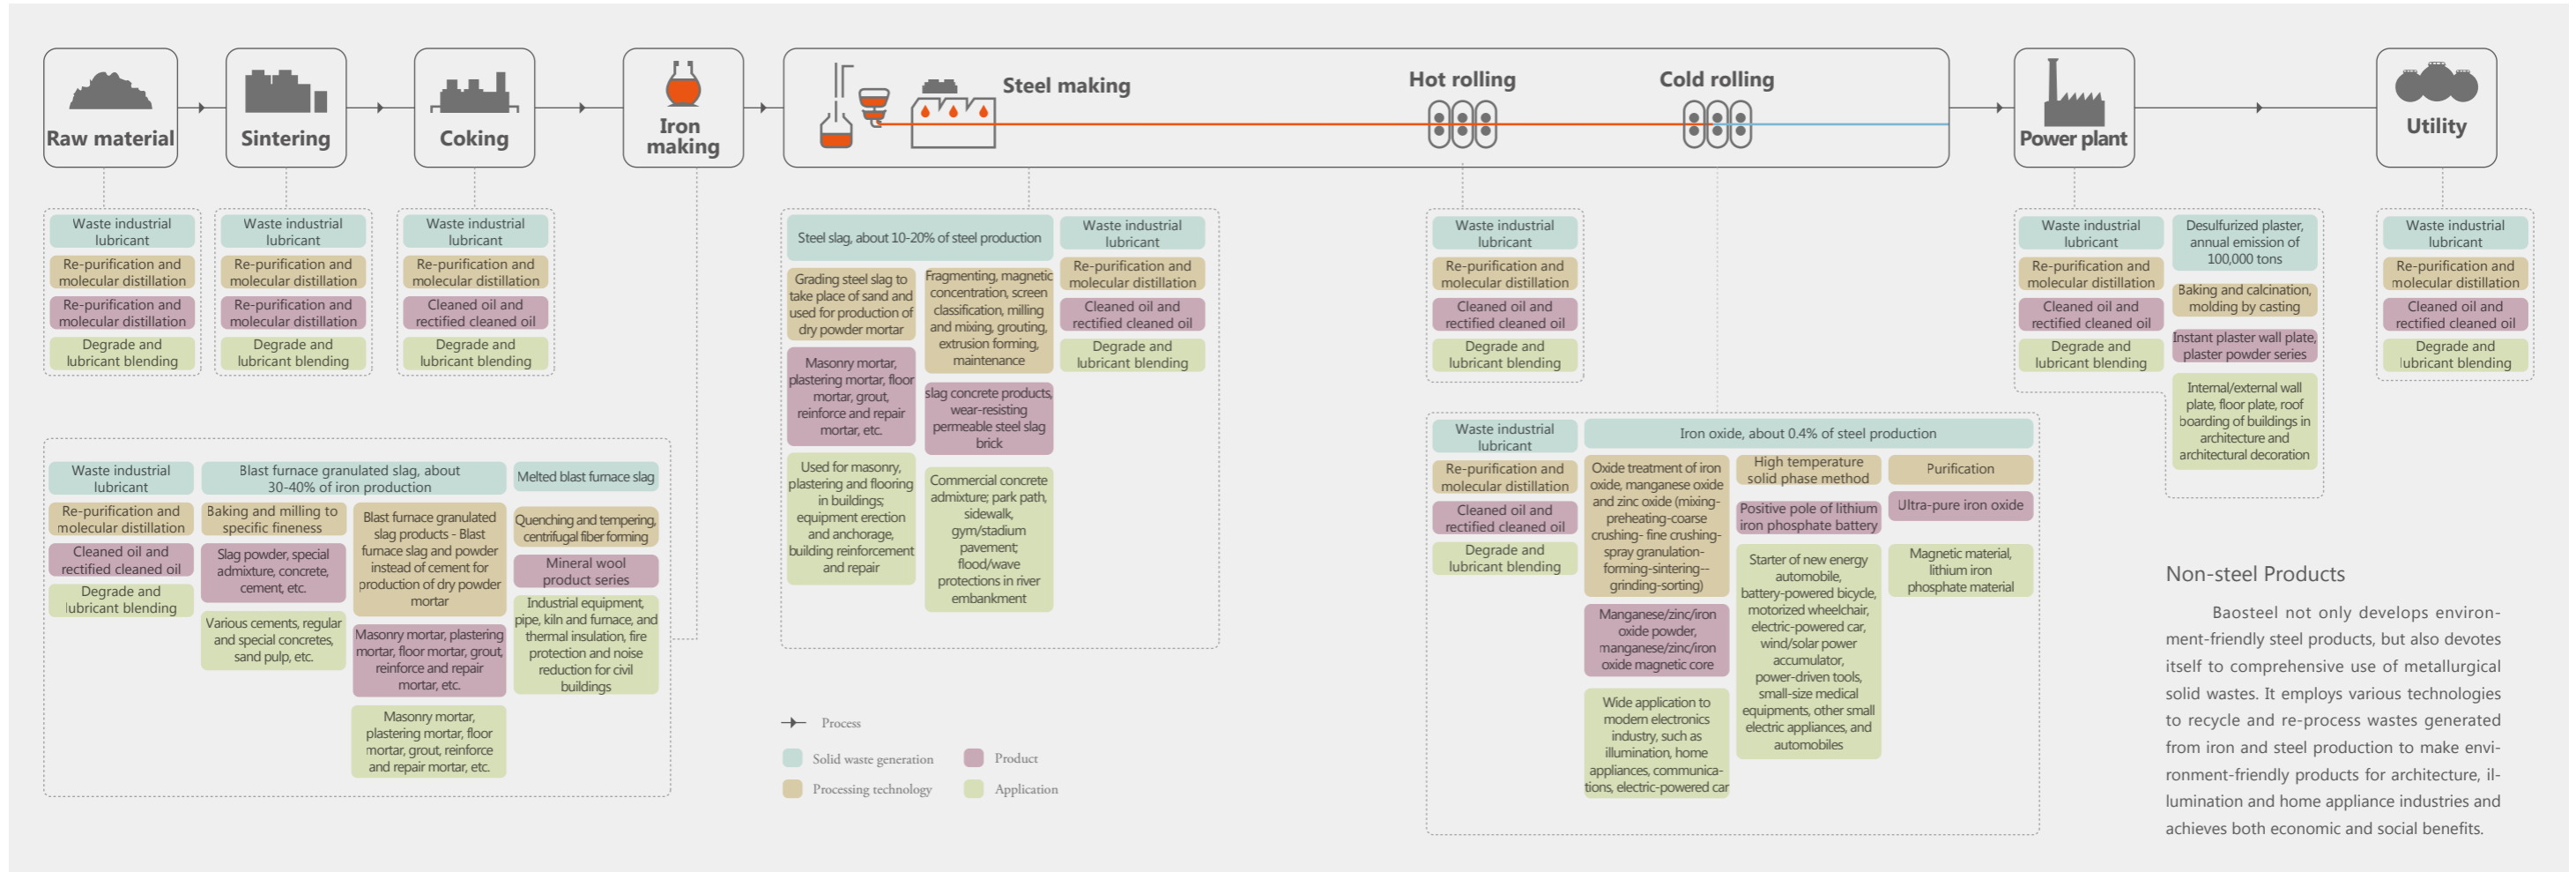 Raw material
Sintering
Coking
Iron
making
Steel making
Hot rolling
Cold rolling
Power plant
Utility
Waste industrial
lubricant
Re-purification and
molecular distillation
Re-purification and
molecular distillation
Degrade and
lubricant blending
Waste industrial
lubricant
Re-purification and
molecular distillation
Re-purification and
molecular distillation
Degrade and
lubricant blending
Waste industrial
lubricant
Re-purification and
molecular distillation
Cleaned oil and
rectified cleaned oil
Degrade and
lubricant blending
Waste industrial
lubricant
Re-purification and
molecular distillation
Cleaned oil and
rectified cleaned oil
Degrade and
lubricant blending
Blast furnace granulated slag, about
30-40% of iron production
Baking and milling to
specific fineness
Slag powder, special
admixture, concrete,
cement, etc.
Various cements, regular
and special concretes,
sand pulp, etc.
Blast furnace granulated
slag products - Blast
furnace slag and powder
instead of cement for
production of dry powder
mortar
Masonry mortar, plastering
mortar, floor mortar, grout,
reinforce and repair
mortar, etc.
Masonry mortar,
plastering mortar, floor
mortar, grout, reinforce
and repair mortar, etc.
Melted blast furnace slag
Quenching and tempering,
centrifugal fiber forming
Mineral wool
product series
Industrial equipment,
pipe, kiln and furnace, and
thermal insulation, fire
protection and noise
reduction for civil
buildings
Steel slag, about 10-20% of steel production
Grading steel slag to
take place of sand and
used for production of
dry powder mortar
Masonry mortar,
plastering mortar, floor
mortar, grout,
reinforce and repair
mortar, etc.
Used for masonry,
plastering and flooring
in buildings;
equipment erection
and anchorage,
building reinforcement
and repair
Fragmenting, magnetic
concentration, screen
classification, milling
and mixing, grouting,
extrusion forming,
maintenance
slag concrete products,
wear-resisting
permeable steel slag
brick
Commercial concrete
admixture; park path,
sidewalk,
gym/stadium
pavement;
flood/wave
protections in river
embankment
Waste industrial
lubricant
Re-purification and
molecular distillation
Cleaned oil and
rectified cleaned oil
Degrade and
lubricant blending
Process
Solid waste generation
Product
Processing technology
Application
Waste industrial
lubricant
Re-purification and
molecular distillation
Cleaned oil and
rectified cleaned oil
Degrade and
lubricant blending
Waste industrial
lubricant
Re-purification and
molecular distillation
Cleaned oil and
rectified cleaned oil
Degrade and
lubricant blending
Iron oxide, about 0.4% of steel production
Oxide treatment of iron
oxide, manganese oxide
and zinc oxide (mixing-
preheating-coarse
crushing- fine crushing-
spray granulation-
forming-sintering--
grinding-sorting)
Manganese/zinc/iron
oxide powder,
manganese/zinc/iron
oxide magnetic core
Wide application to
modern electronics
industry, such as
illumination, home
appliances, communica-
tions, electric-powered car
High temperature
solid phase method
Positive pole of lithium
iron phosphate battery
Starter of new energy
automobile,
battery-powered bicycle,
motorized wheelchair,
electric-powered car,
wind/solar power
accumulator,
power-driven tools,
small-size medical
equipments, other small
electric appliances, and
automobiles
Purification
Ultra-pure iron oxide
Magnetic material,
lithium iron
phosphate material
Waste industrial
lubricant
Re-purification and
molecular distillation
Cleaned oil and
rectified cleaned oil
Degrade and
lubricant blending
Desulfurized plaster,
annual emission of
100,000 tons
Baking and calcination,
molding by casting
Instant plaster wall plate,
plaster powder series
Internal/external wall
plate, floor plate, roof
boarding of buildings in
architecture and
architectural decoration
Waste industrial
lubricant
Re-purification and
molecular distillation
Cleaned oil and
rectified cleaned oil
Degrade and
lubricant blending
Non-steel Products
Baosteel not only develops environ-
ment-friendly steel products, but also devotes
itself to comprehensive use of metallurgical
solid wastes. It employs various technologies
to recycle and re-process wastes generated
from iron and steel production to make envi-
ronment-friendly products for architecture, il-
lumination and home appliance industries and
achieves both economic and social benefits.